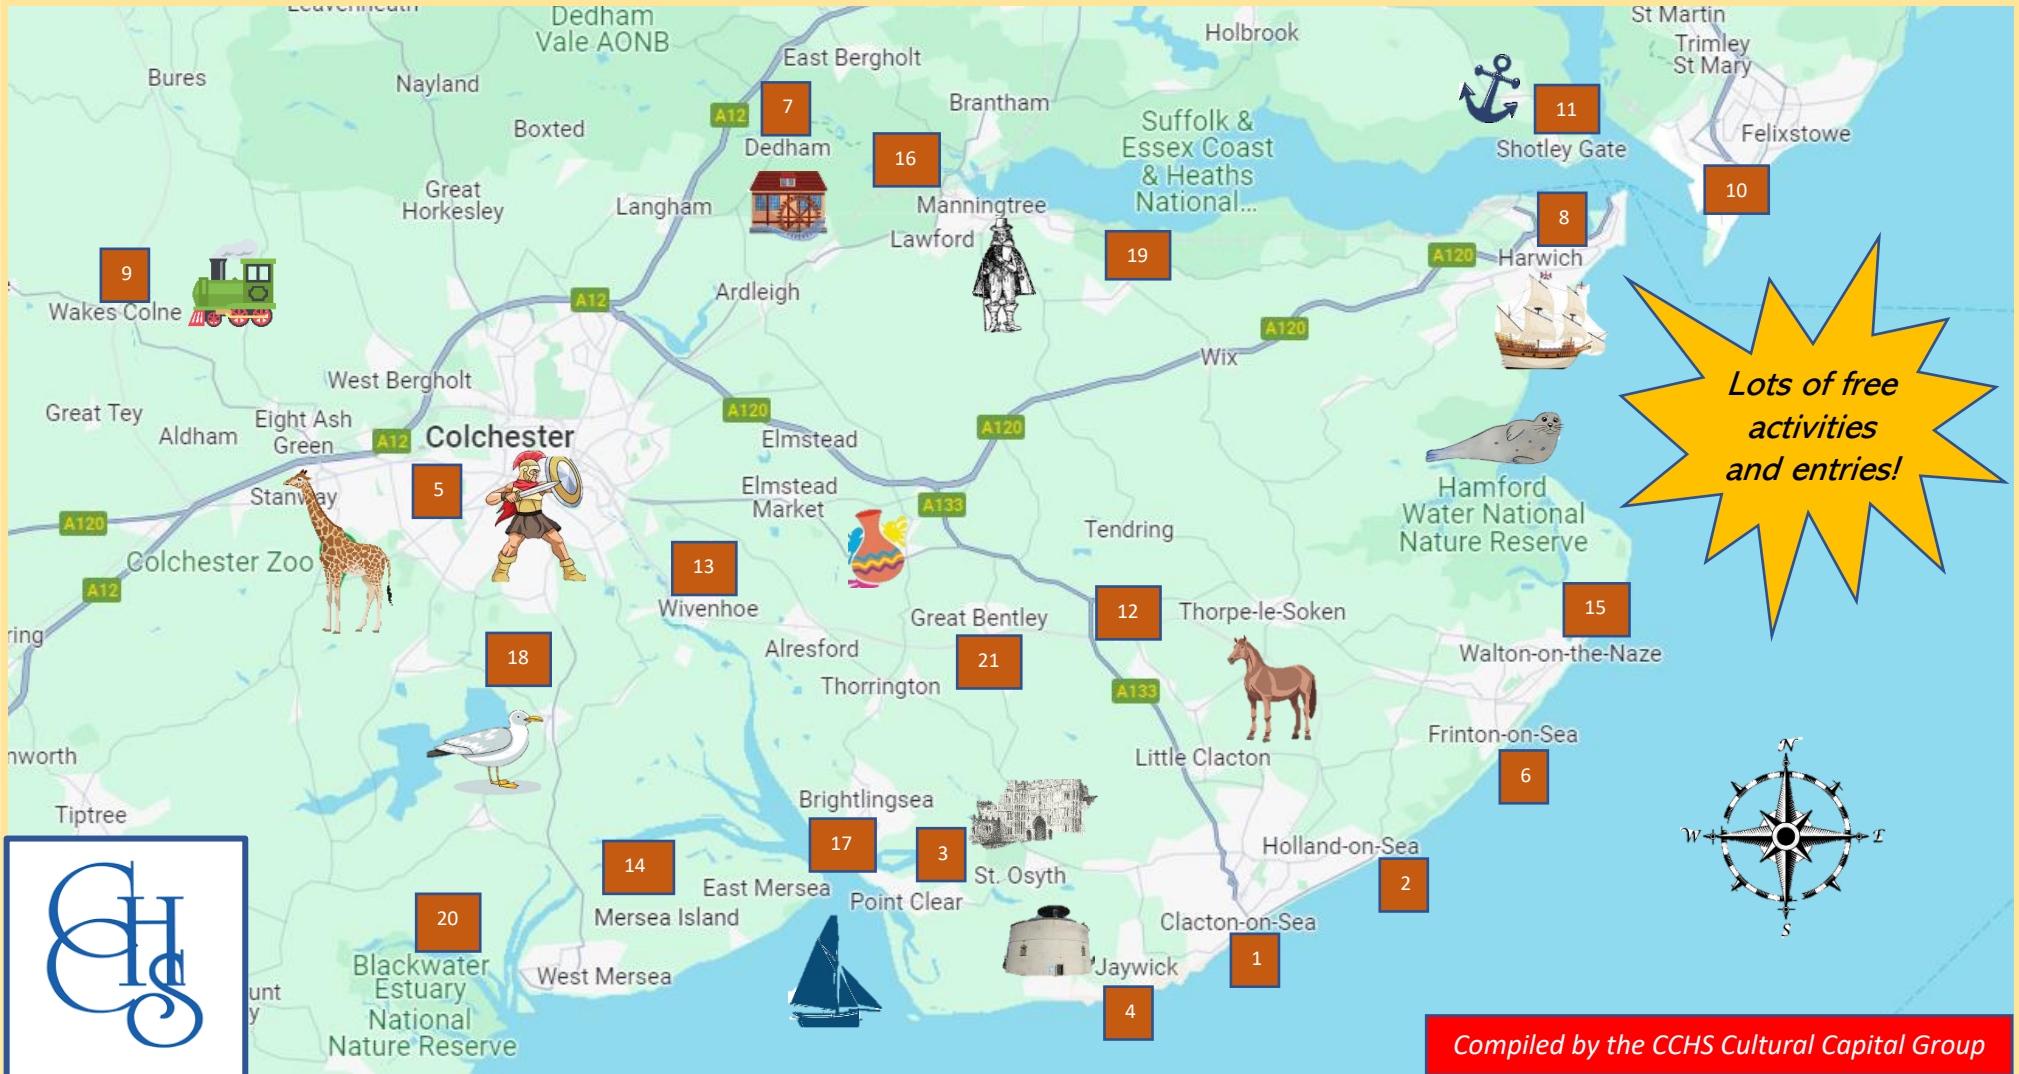 Leavenheath
Dedham
Vale AONB
Holbrook
St Martin
Trimley
St Mary
Bures
Nayland
East Bergholt
Brantham
A12
7
Boxted
Dedham
16
Suffolk &
Essex Coast
& Heaths
National...
11
Shotley Gate
Felixstowe
10
Great
Horkesley
Langham
Manningtree
Lawford
8
9
19
A120
Harwich
Wakes Colne
A12
Ardleigh
A120
Wix
West Bergholt
Lots of free
activities
and entries!
Great Tey
Aldham
Eight Ash
Green
A12
Colchester
A120
Elmstead
A120
5
Stanway
Elmstead
Market
A133
Hamford
Water National
Nature Reserve
A120
Tendring
Colchester Zoo
A12
13
Wivenhoe
Great Bentley
12
Thorpe-le-Soken
15
ring
18
Alresford
21
Walton-on-the-Naze
Thorrington
A133
nworth
Little Clacton
Frinton-on-Sea
6
N
W
E
S
Tiptree
Brightlingsea
17
3
Holland-on-Sea
2
14
East Mersea
St. Osyth
Point Clear
20
Mersea Island
Clacton-on-Sea
1
Blackwater
Estuary
National
Nature Reserve
West Mersea
Jaywick
4
unt
y
CCHS
Compiled by the CCHS Cultural Capital Group